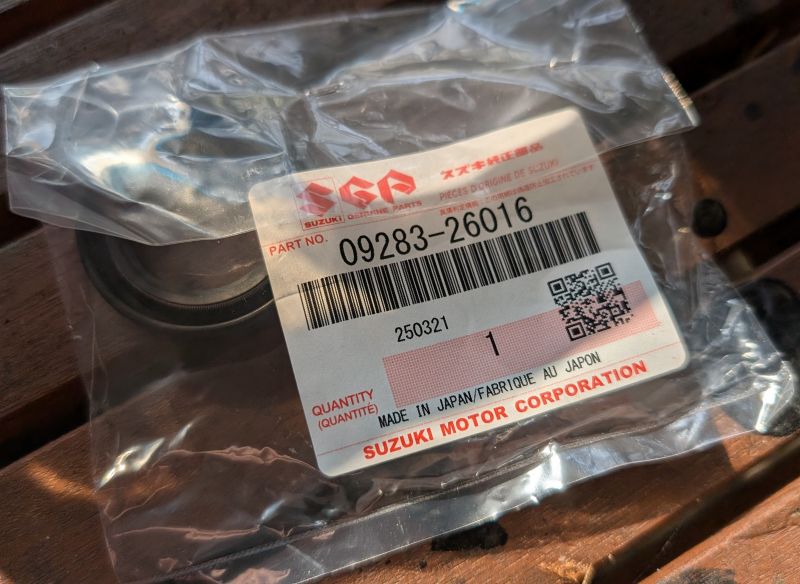 SGP スズキ純正部品
SUZUKI GENUINE PARTS PIECES D'ORIGINE DE SUZUKI
PART NO. 09283-26016
250321
1
QUANTITY
(QUANTITE)
MADE IN JAPAN/FABRIQUE AU JAPON
SUZUKI MOTOR CORPORATION